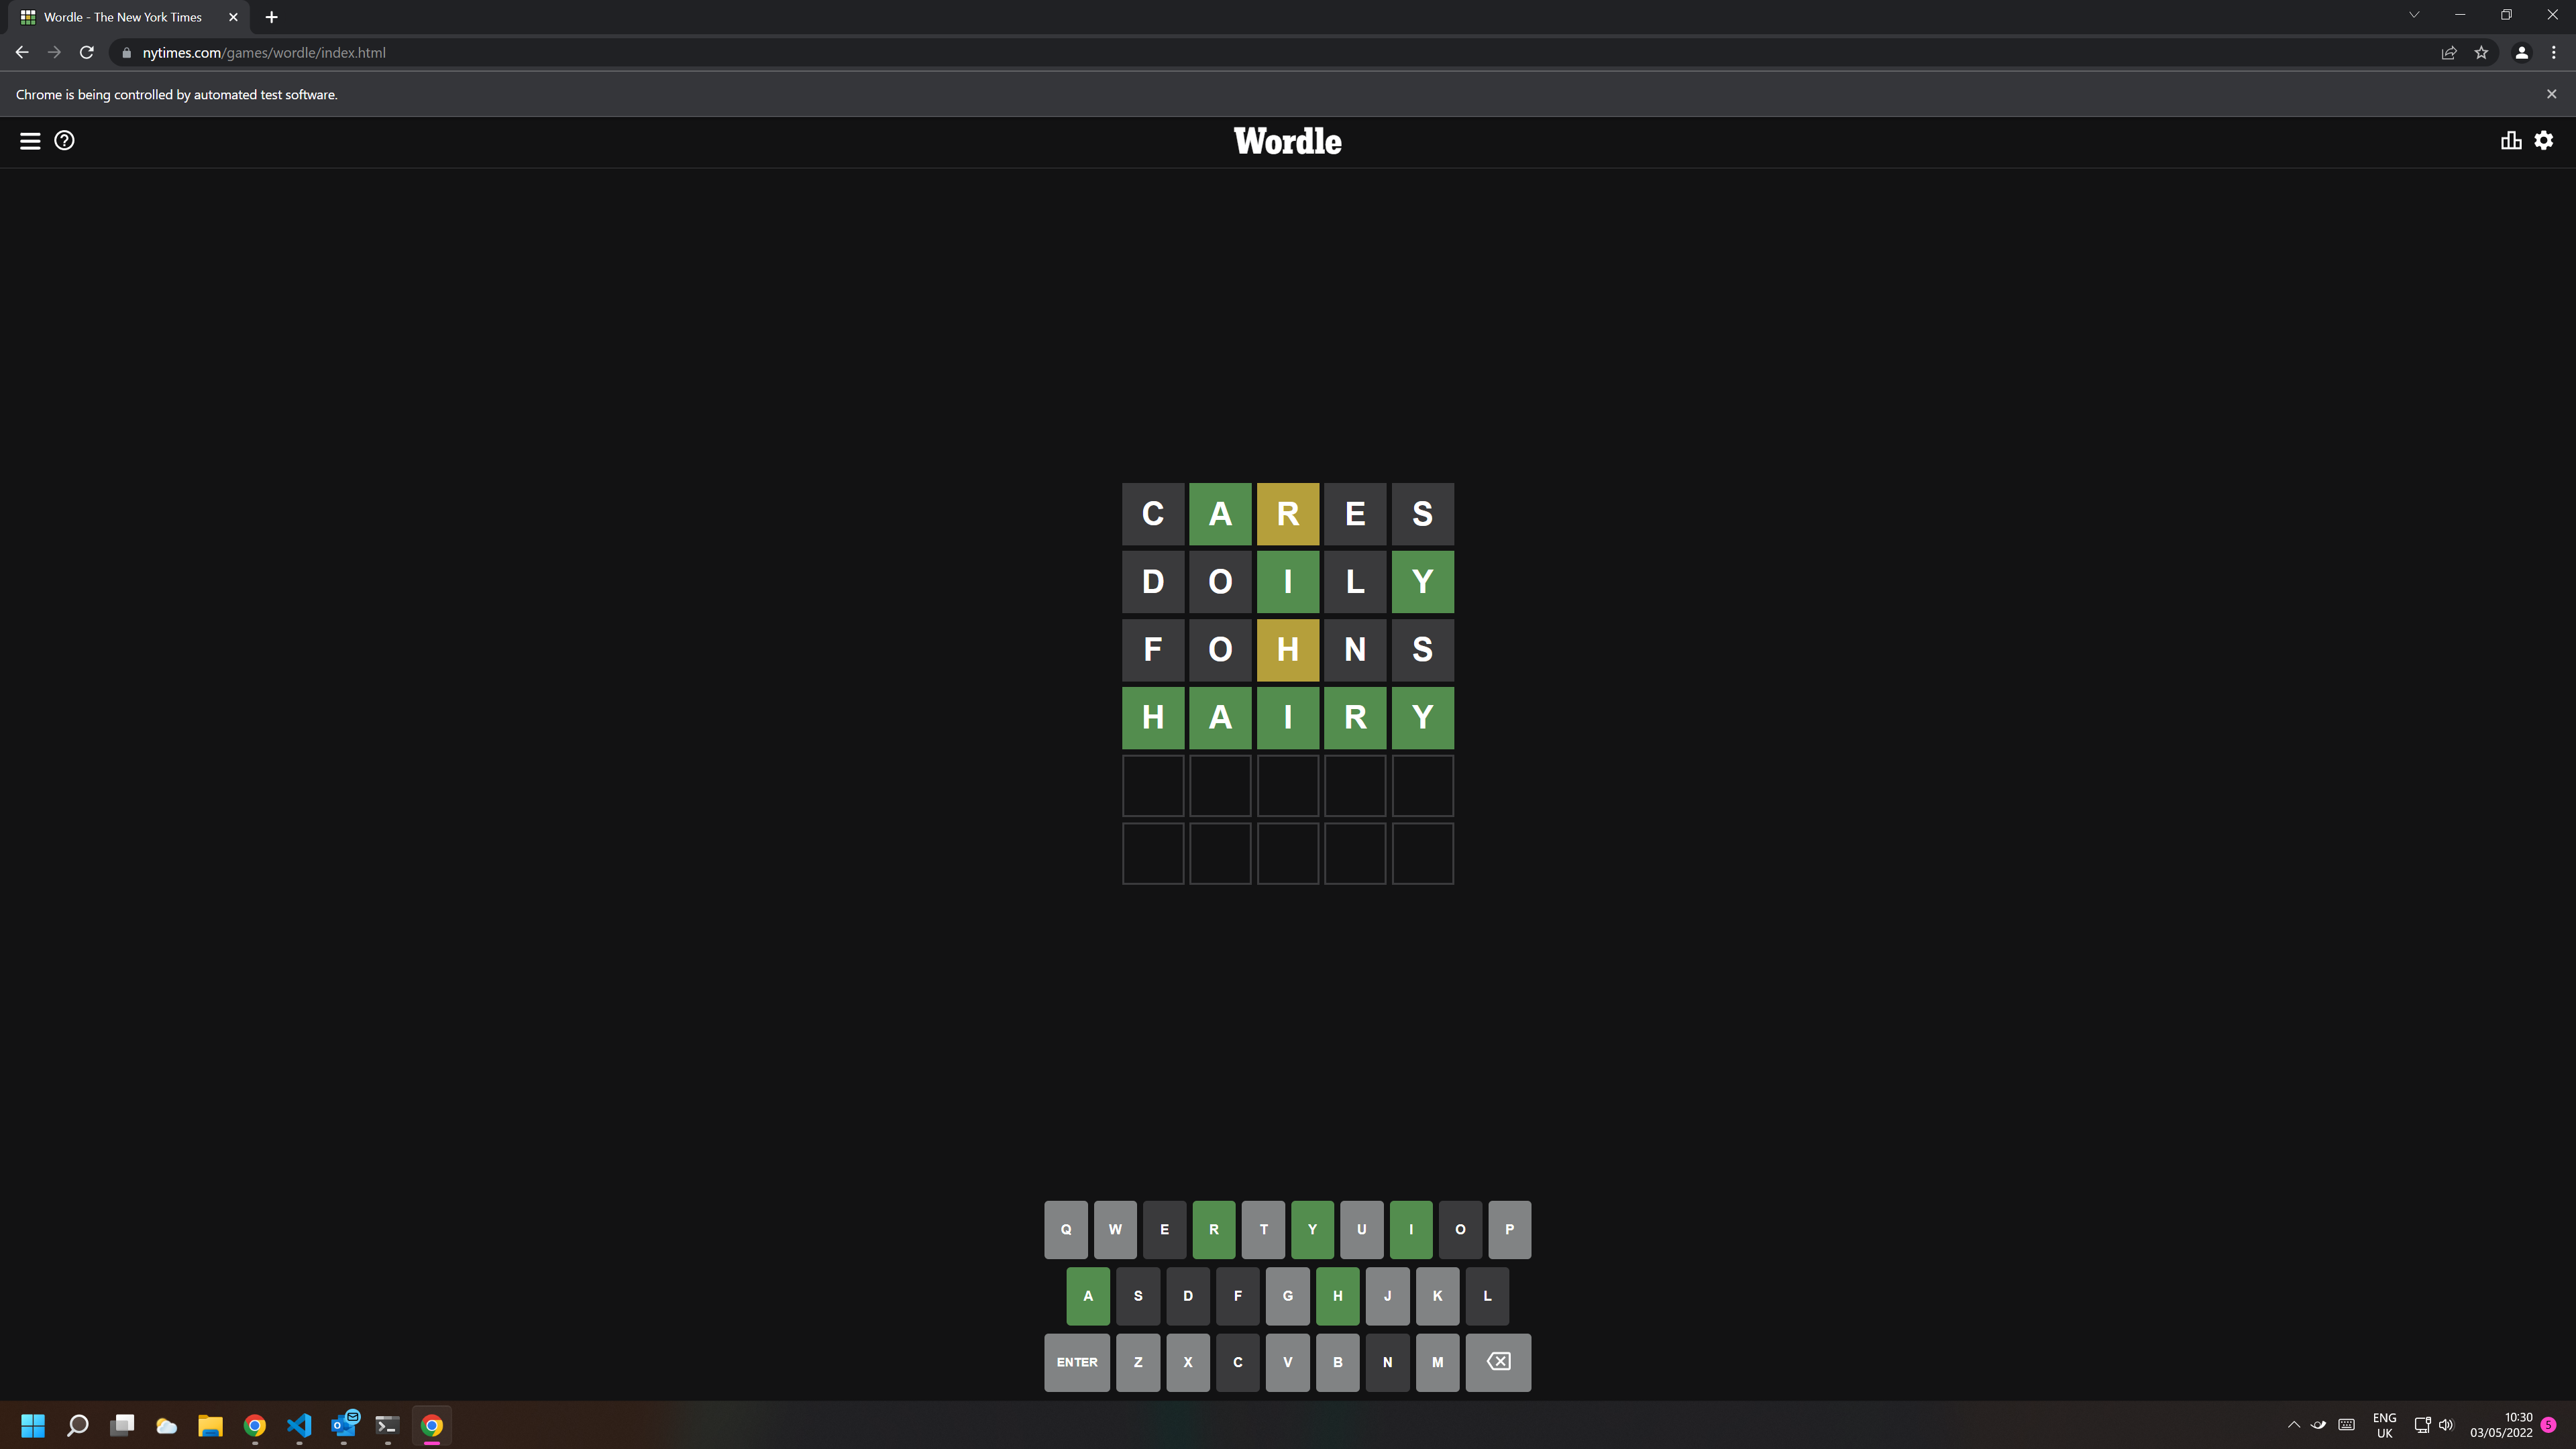 Wordle - The New York Times
nytimes.com/games/wordle/index.html
Chrome is being controlled by automated test software.
Wordle
C A R E S
D O I L Y
F O H N S
H A I R Y
Q W E R T Y U I O P
A S D F G H J K L
ENTER Z X C V B N M
ENG
UK
10:30
03/05/2022
5